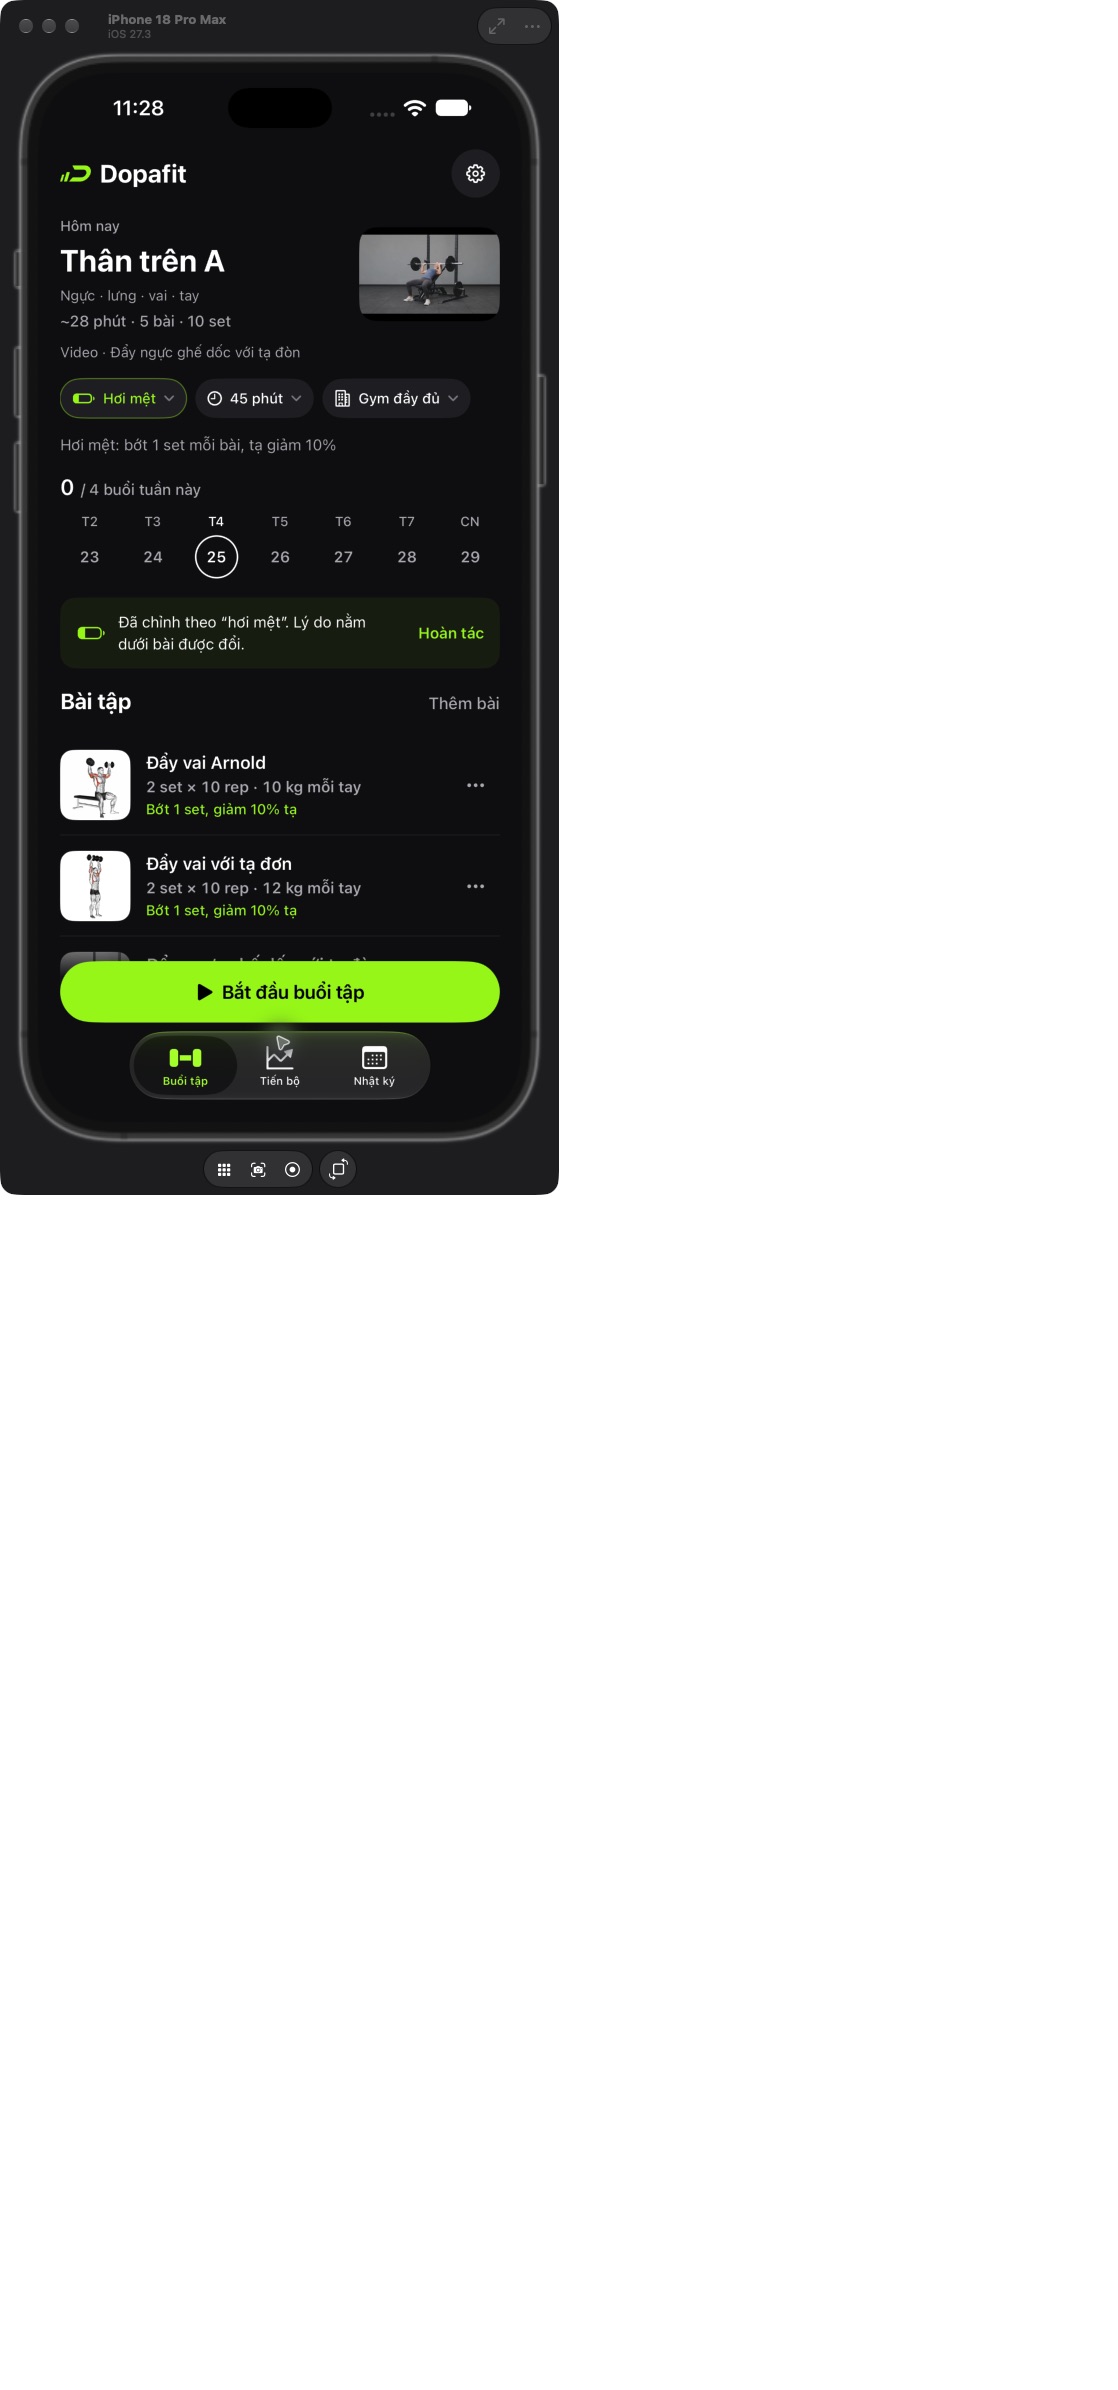 iPhone 18 Pro Max
iOS 27.3
11:28
Dopafit
Hôm nay
Thân trên A
Ngực · lưng · vai · tay
~28 phút · 5 bài · 10 set
Video · Đẩy ngực ghế dốc với tạ đòn
Hơi mệt
45 phút
Gym đầy đủ
Hơi mệt: bớt 1 set mỗi bài, tạ giảm 10%
0 / 4 buổi tuần này
T2 T3 T4 T5 T6 T7 CN
23 24 25 26 27 28 29
Đã chỉnh theo “hơi mệt”. Lý do nằm
dưới bài được đổi.
Hoàn tác
Bài tập
Thêm bài
Đẩy vai Arnold
2 set × 10 rep · 10 kg mỗi tay
Bớt 1 set, giảm 10% tạ
Đẩy vai với tạ đơn
2 set × 10 rep · 12 kg mỗi tay
Bớt 1 set, giảm 10% tạ
Bắt đầu buổi tập
Buổi tập
Tiến bộ
Nhật ký